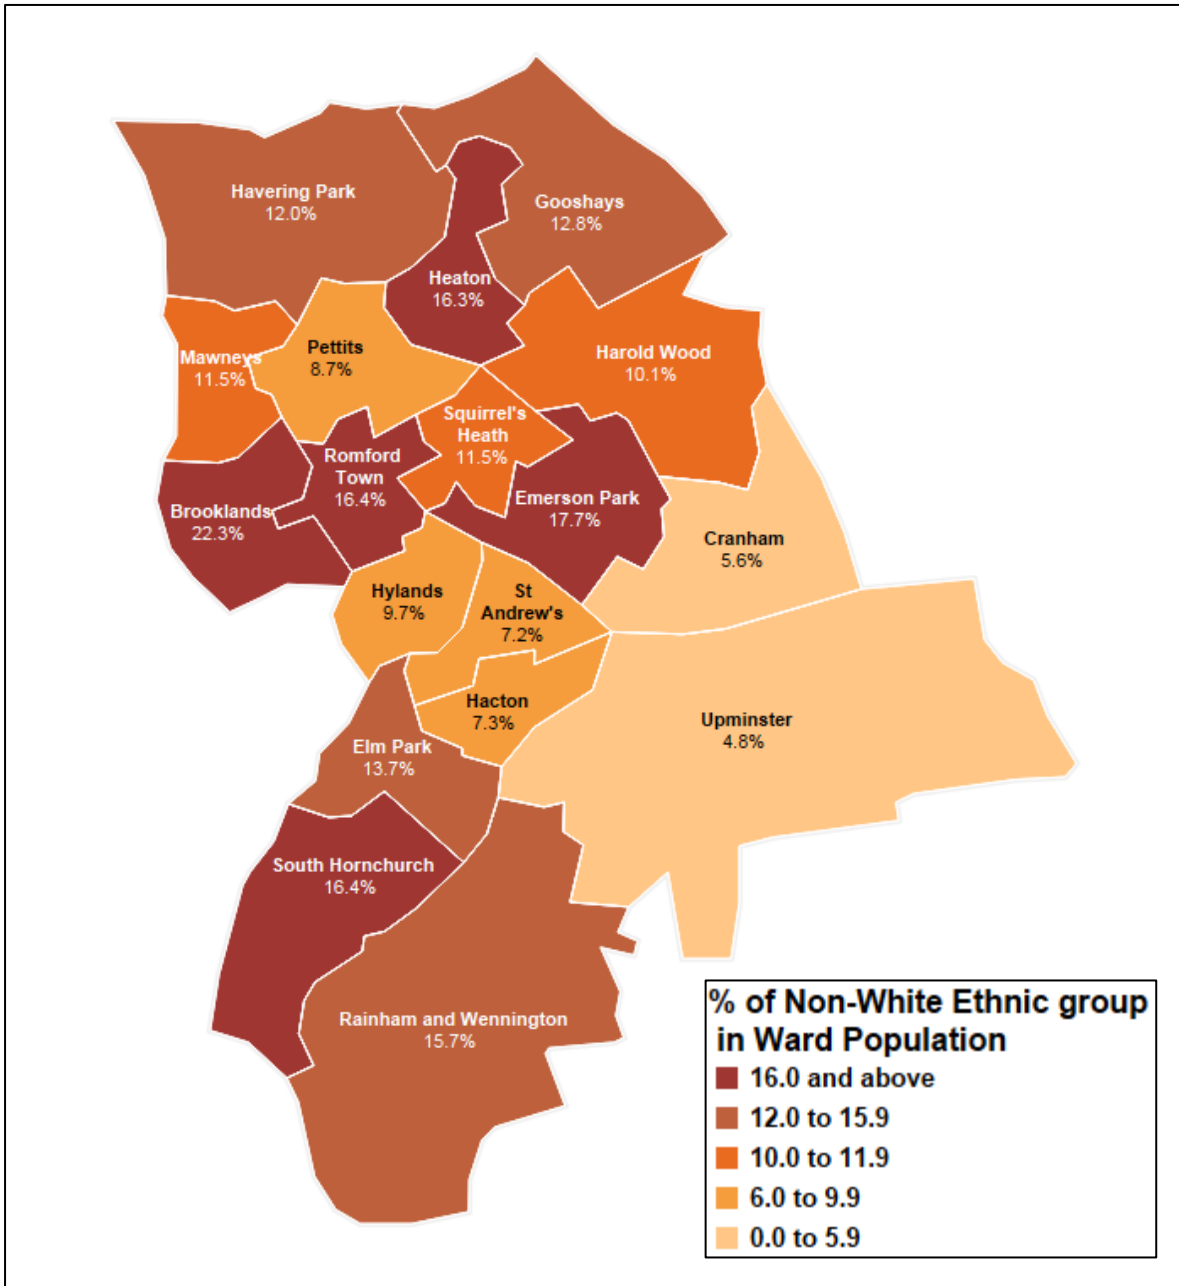 Havering Park
12.0%
Gooshays
12.8%
Heaton
16.3%
Mawneys
11.5%
Pettits
8.7%
Harold Wood
10.1%
Squirrel's
Heath
11.5%
Romford
Town
16.4%
Emerson Park
17.7%
Brooklands
22.3%
Cranham
5.6%
Hylands
9.7%
St
Andrew's
7.2%
Hacton
7.3%
Upminster
4.8%
Elm Park
13.7%
South Hornchurch
16.4%
Rainham and Wennington
15.7%
% of Non-White Ethnic group
in Ward Population
16.0 and above
12.0 to 15.9
10.0 to 11.9
6.0 to 9.9
0.0 to 5.9